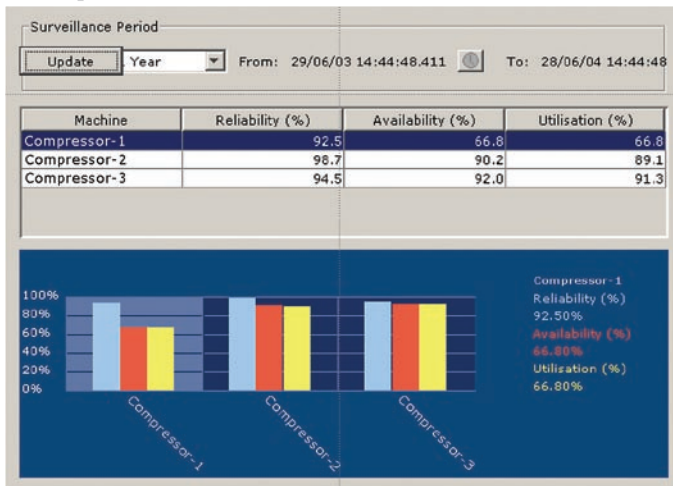 Surveillance Period
Update Year From: 29/06/03 14:44:48.411 To: 28/06/04 14:44:48
Machine Reliability (%) Availability (%) Utilisation (%)
Compressor-1 92.5 66.8 66.8
Compressor-2 98.7 90.2 89.1
Compressor-3 94.5 92.0 91.3
Compressor-1
Reliability (%)
92.50%
Availability (%)
66.80%
Utilisation (%)
66.80%
100%
80%
60%
40%
20%
0%
Compressor-1
Compressor-2
Compressor-3